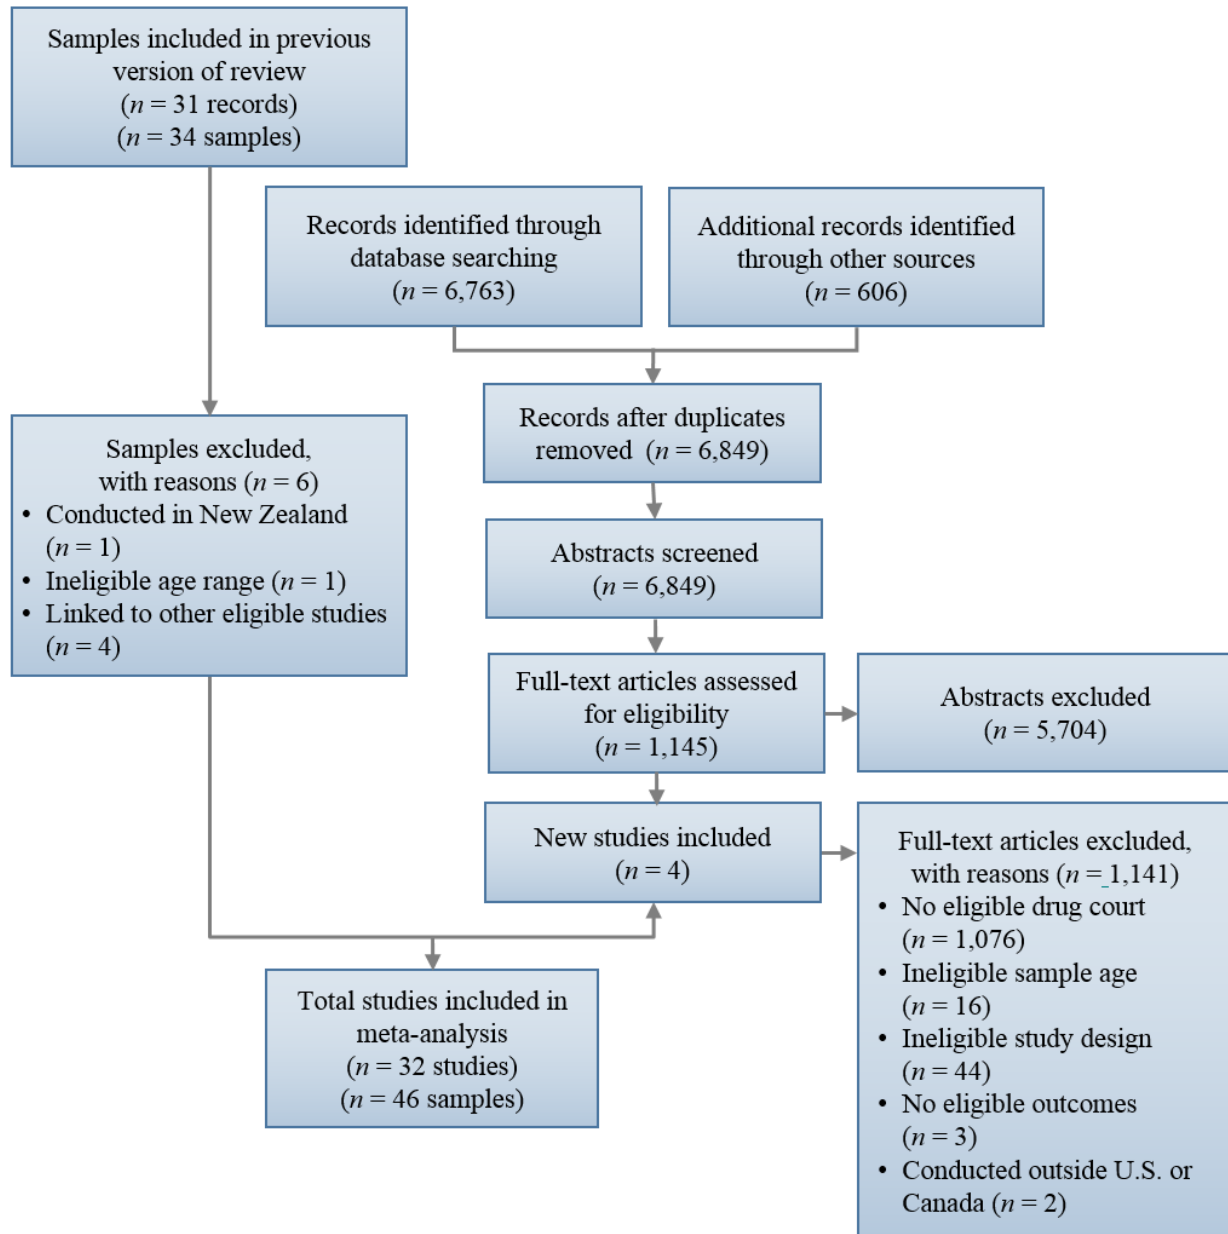 Samples included in previous
version of review
(n = 31 records)
(n = 34 samples)
Records identified through
database searching
(n = 6,763)
Additional records identified
through other sources
(n = 606)
Records after duplicates
removed (n = 6,849)
Samples excluded,
with reasons (n = 6)
• Conducted in New Zealand
(n = 1)
• Ineligible age range (n = 1)
• Linked to other eligible studies
(n = 4)
Abstracts screened
(n = 6,849)
Full-text articles assessed
for eligibility
(n = 1,145)
Abstracts excluded
(n = 5,704)
New studies included
(n = 4)
Full-text articles excluded,
with reasons (n = 1,141)
• No eligible drug court
(n = 1,076)
• Ineligible sample age
(n = 16)
• Ineligible study design
(n = 44)
• No eligible outcomes
(n = 3)
• Conducted outside U.S. or
Canada (n = 2)
Total studies included in
meta-analysis
(n = 32 studies)
(n = 46 samples)